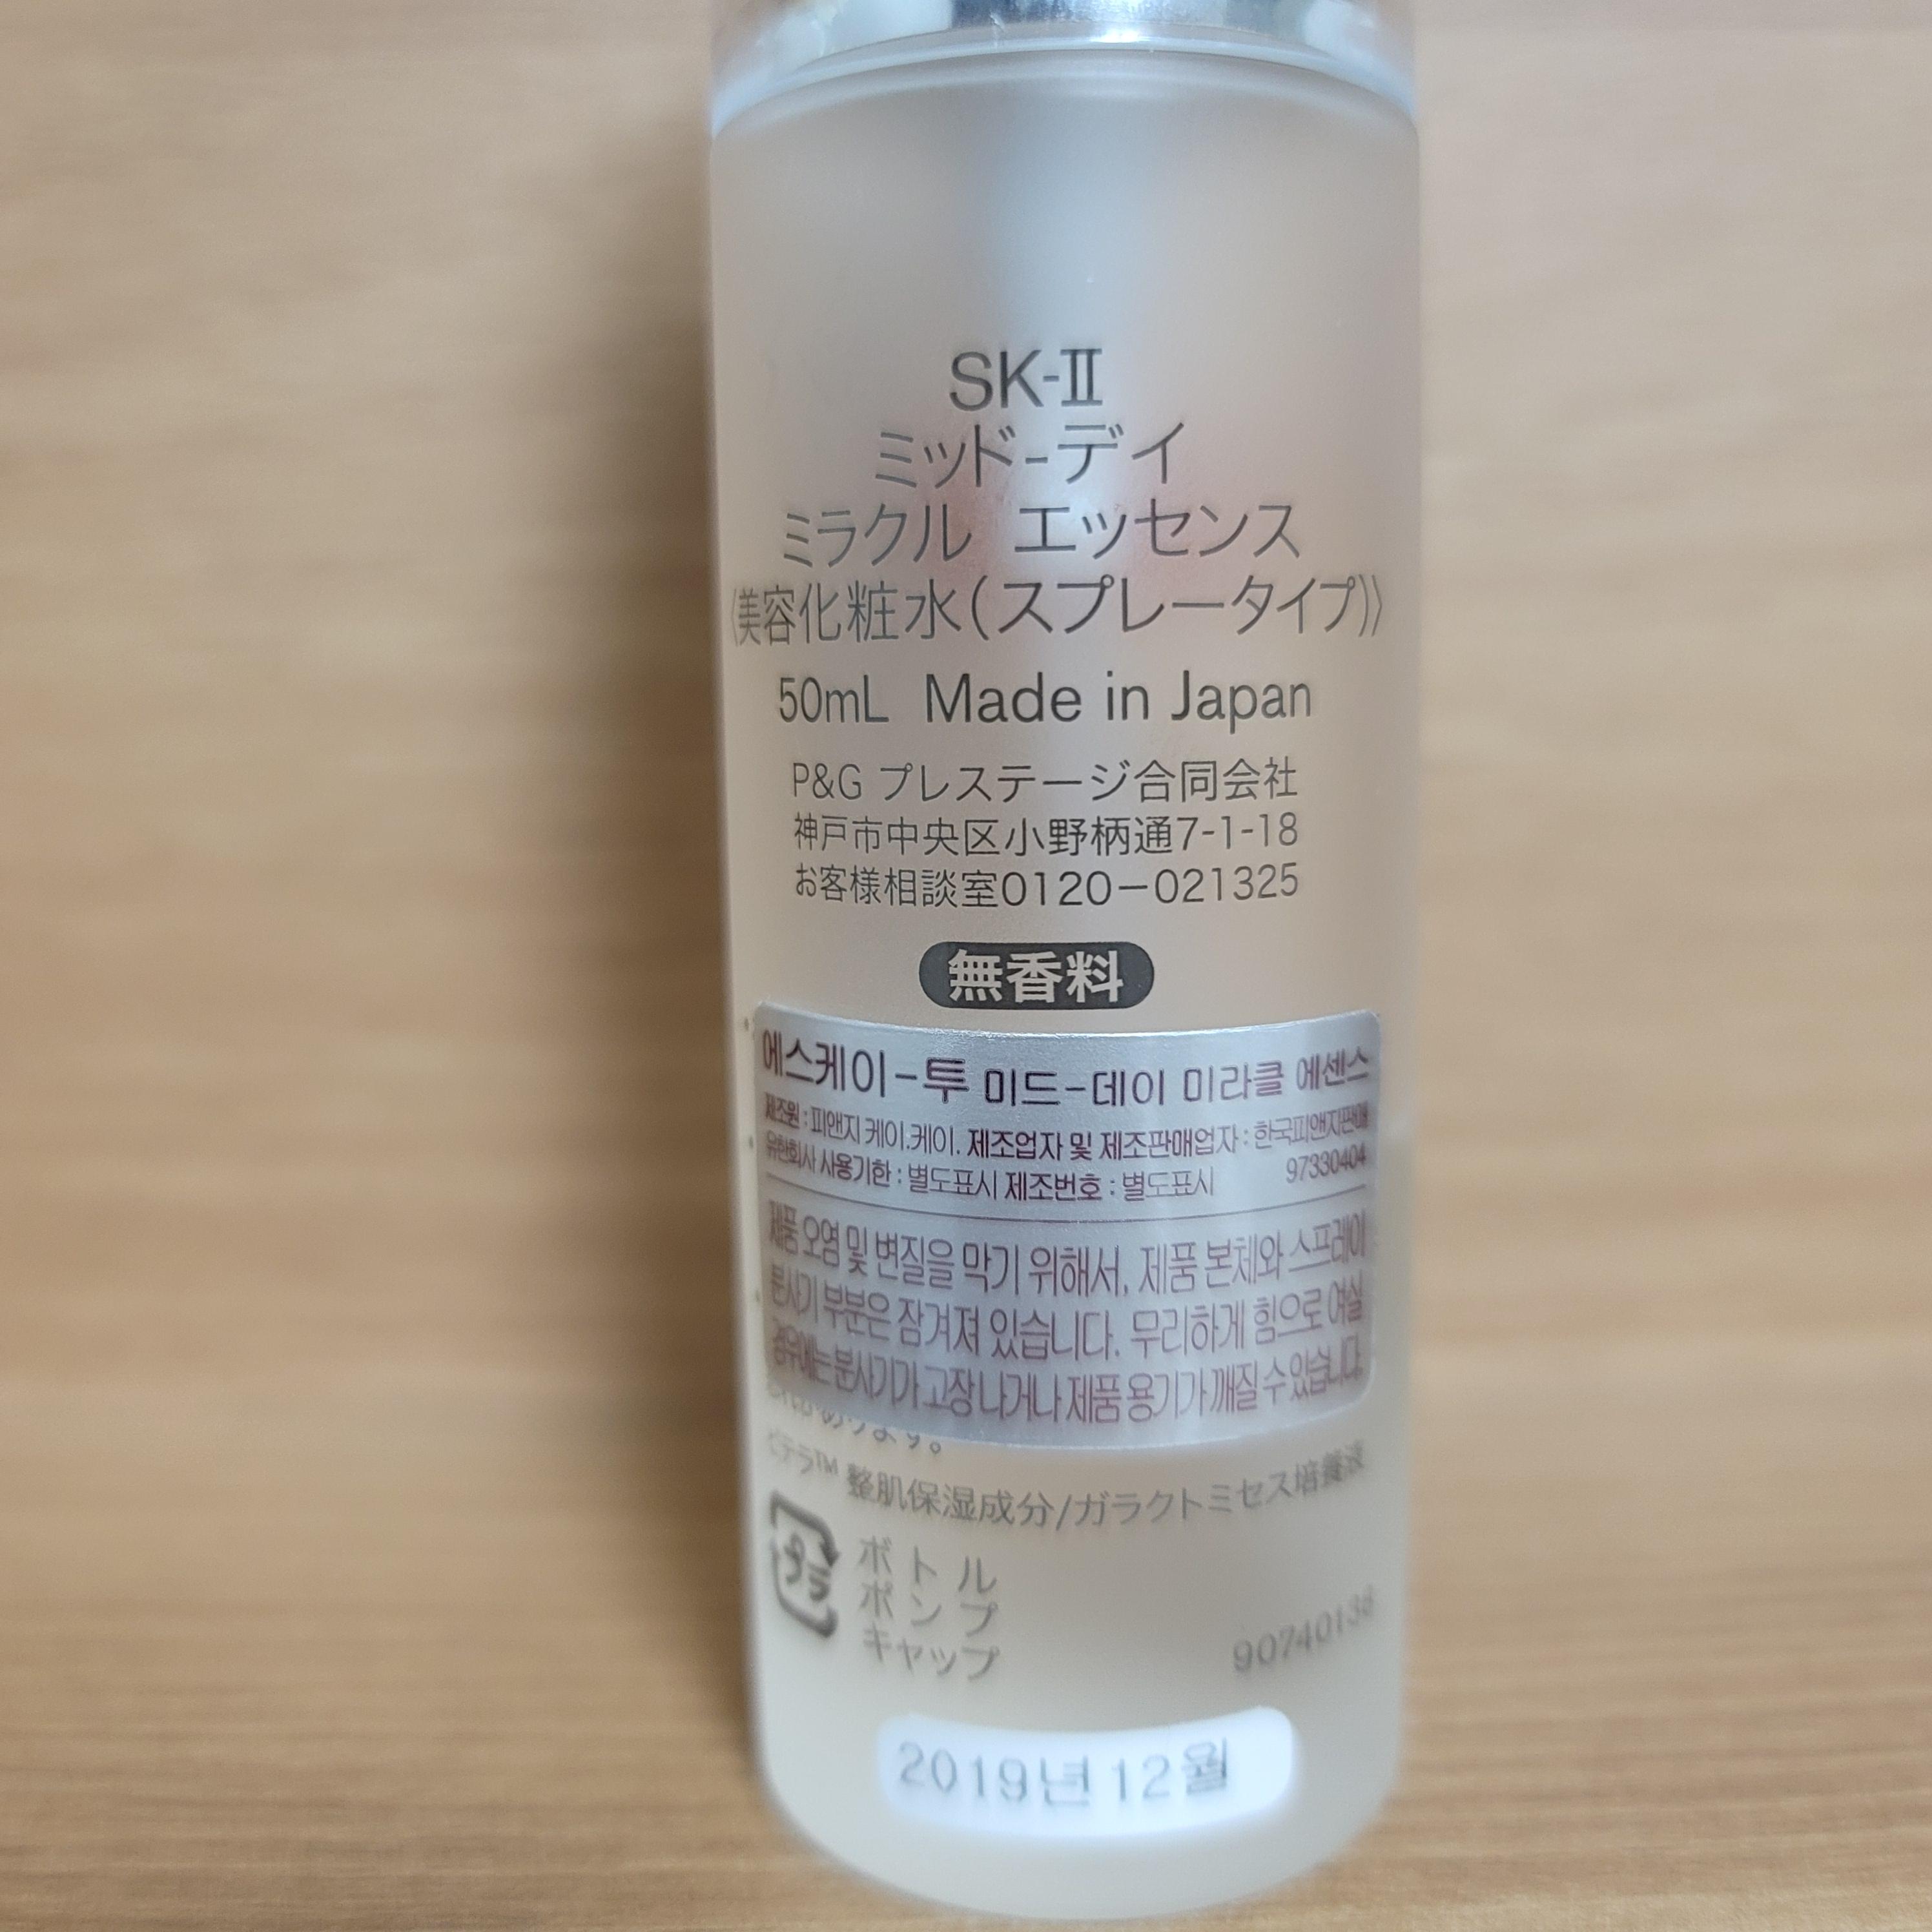 SK-Ⅱ
ミッド-デイ
ミラクル エッセンス
《美容化粧水(スプレータイプ)》
50mL Made in Japan
P&G プレステージ合同会社
神戸市中央区小野柄通7-1-18
お客様相談室0120-021325
無香料
에스케이-투 미드-데이 미라클 에센스
제조원 : 피앤지 케이.케이. 제조업자 및 제조판매업자 : 한국피앤지판매
유한회사 사용기한 : 별도표시 제조번호 : 별도표시 97330404
제품 오염 및 변질을 막기 위해서, 제품 본체와 스프레이
분사기 부분은 잠겨져 있습니다. 무리하게 힘으로 여실
경우에는 분사기가 고장나거나 제품 용기가 깨질 수 있습니다.
あります。
ピテラ™ 整肌保湿成分/ガラクトミセス培養液
プラ
ボトル
ポンプ
キャップ
2019년 12월